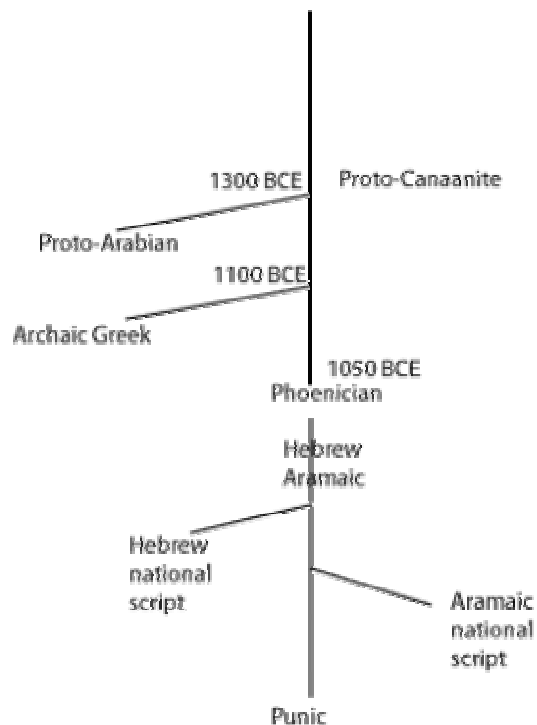 1300 BCE
Proto-Canaanite
Proto-Arabian
1100 BCE
Archaic Greek
1050 BCE
Phoenician
Hebrew
Aramaic
Hebrew
national
script
Aramaic
national
script
Punic